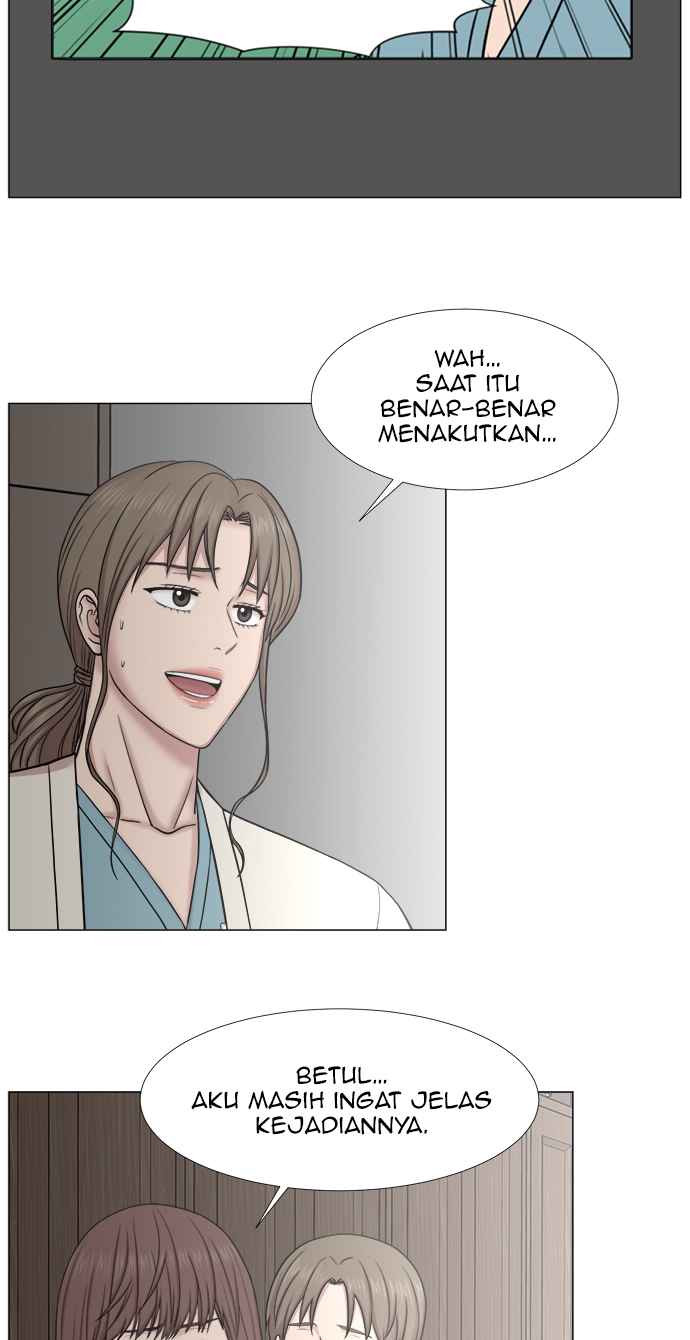 WAH...
SAAT ITU
BENAR-BENAR
MENAKUTKAN...
BETUL...
AKU MASIH INGAT JELAS
KEJADIANNYA.